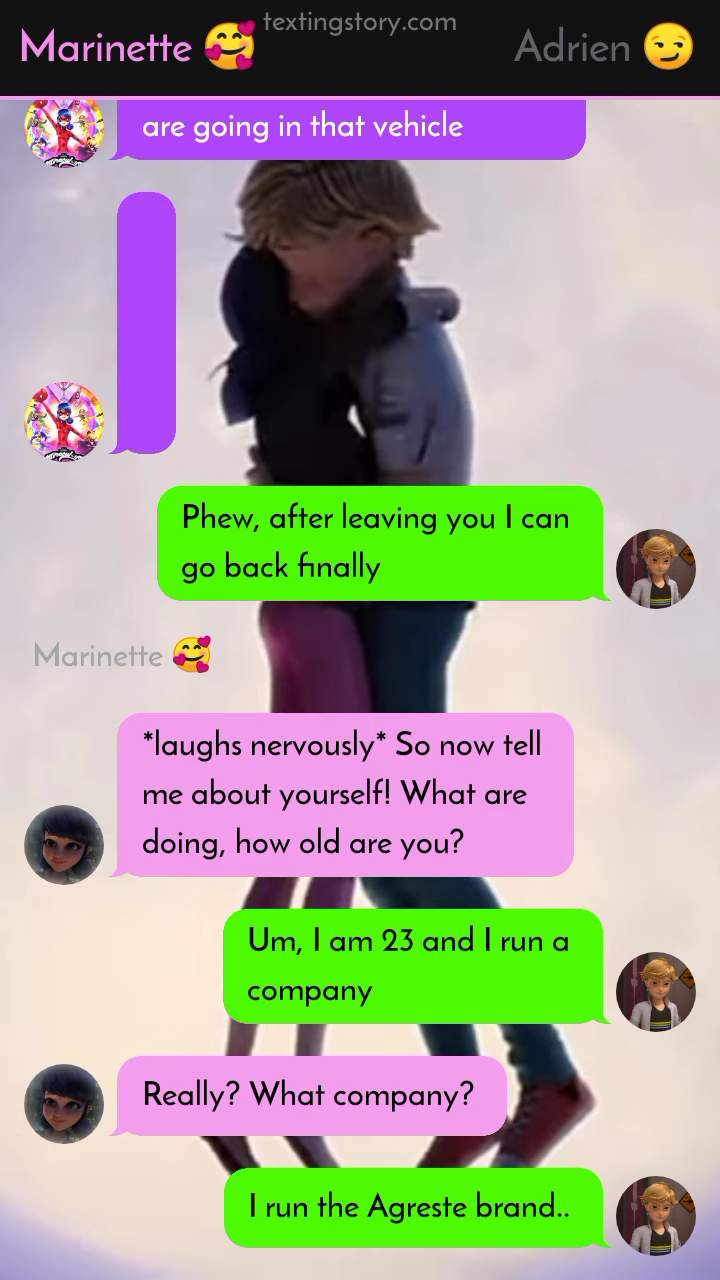 textingstory.com
Marinette 🥰
Adrien 😏
are going in that vehicle
Phew, after leaving you I can
go back finally
Marinette 🥰
*laughs nervously* So now tell
me about yourself! What are
doing, how old are you?
Um, I am 23 and I run a
company
Really? What company?
I run the Agreste brand..